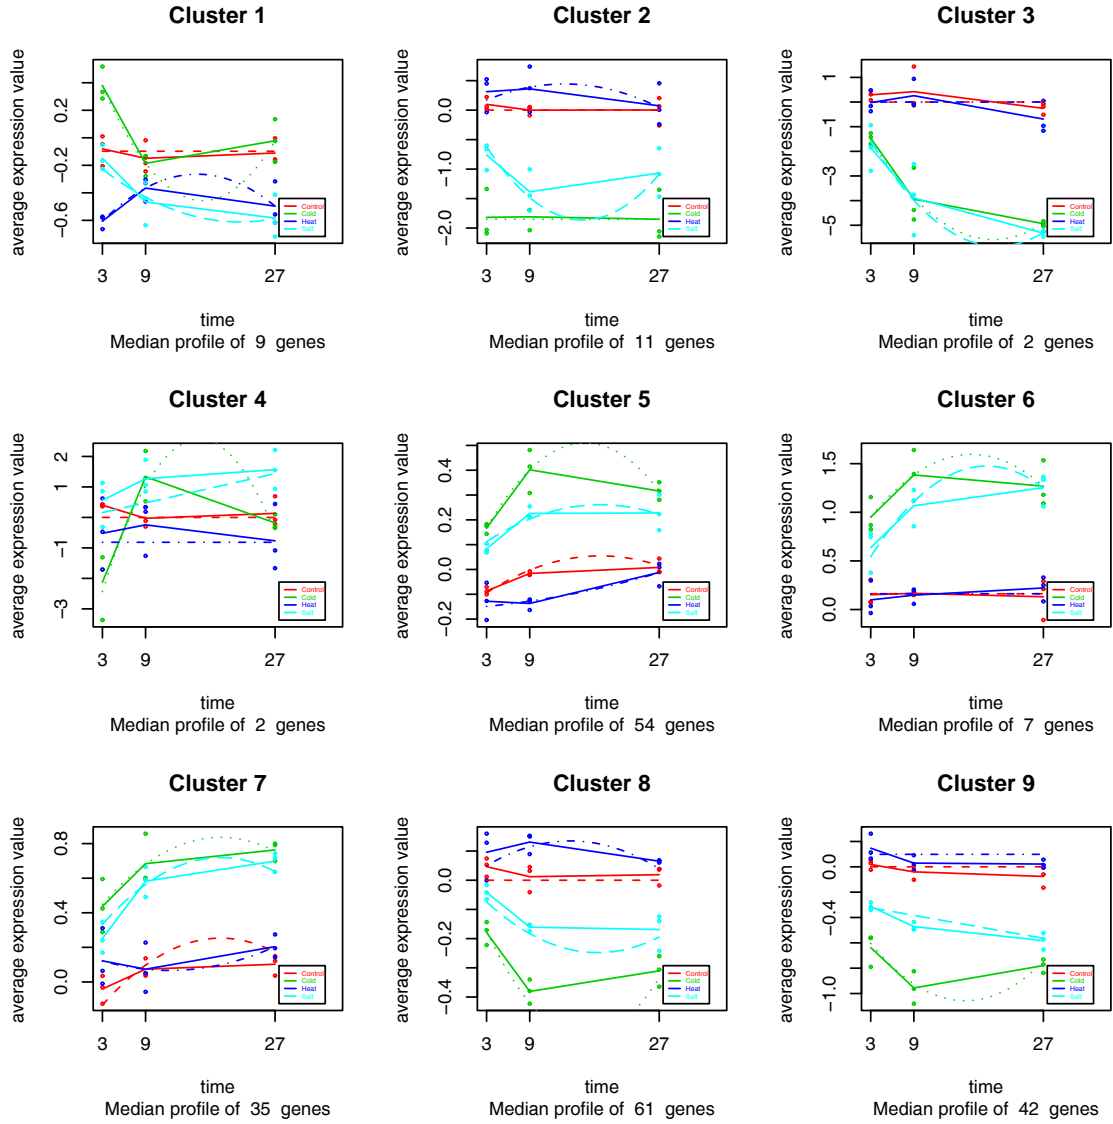 Cluster 1
average expression value
0.2
−0.2
−0.6
Control
Cold
Heat
Salt
3 9 27
time
Median profile of 9 genes
Cluster 2
average expression value
0.0
−1.0
−2.0
Control
Cold
Heat
Salt
3 9 27
time
Median profile of 11 genes
Cluster 3
average expression value
1
−1
−3
−5
Control
Cold
Heat
Salt
3 9 27
time
Median profile of 2 genes
Cluster 4
average expression value
2
1
−1
−3
Control
Cold
Heat
Salt
3 9 27
time
Median profile of 2 genes
Cluster 5
average expression value
0.4
0.2
0.0
−0.2
Control
Cold
Heat
Salt
3 9 27
time
Median profile of 54 genes
Cluster 6
average expression value
1.5
1.0
0.5
0.0
Control
Cold
Heat
Salt
3 9 27
time
Median profile of 7 genes
Cluster 7
average expression value
0.8
0.4
0.0
Control
Cold
Heat
Salt
3 9 27
time
Median profile of 35 genes
Cluster 8
average expression value
0.0
−0.2
−0.4
Control
Cold
Heat
Salt
3 9 27
time
Median profile of 61 genes
Cluster 9
average expression value
0.0
−0.4
−1.0
Control
Cold
Heat
Salt
3 9 27
time
Median profile of 42 genes